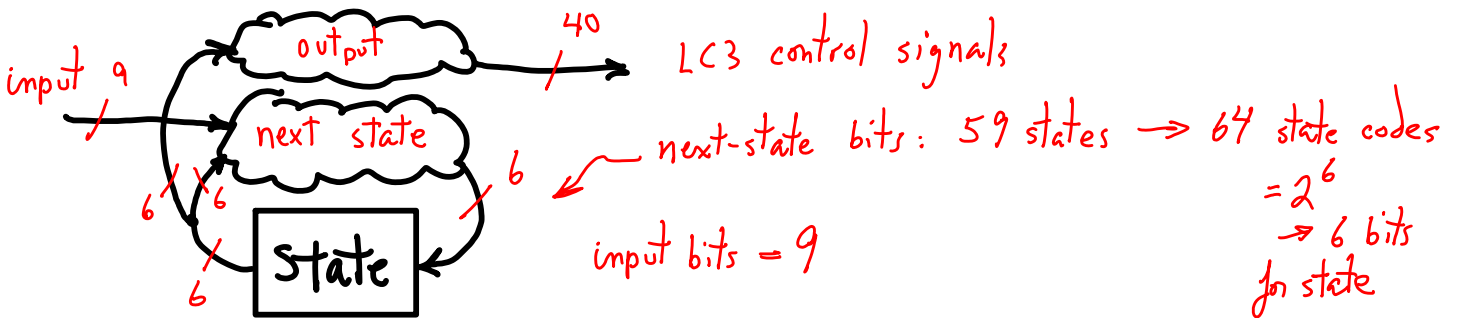 output
40
LC3 control signals
input 9
next state
next-state bits: 59 states → 64 state codes
= 2^6
→ 6 bits
for state
6
6
6
input bits = 9
state
6